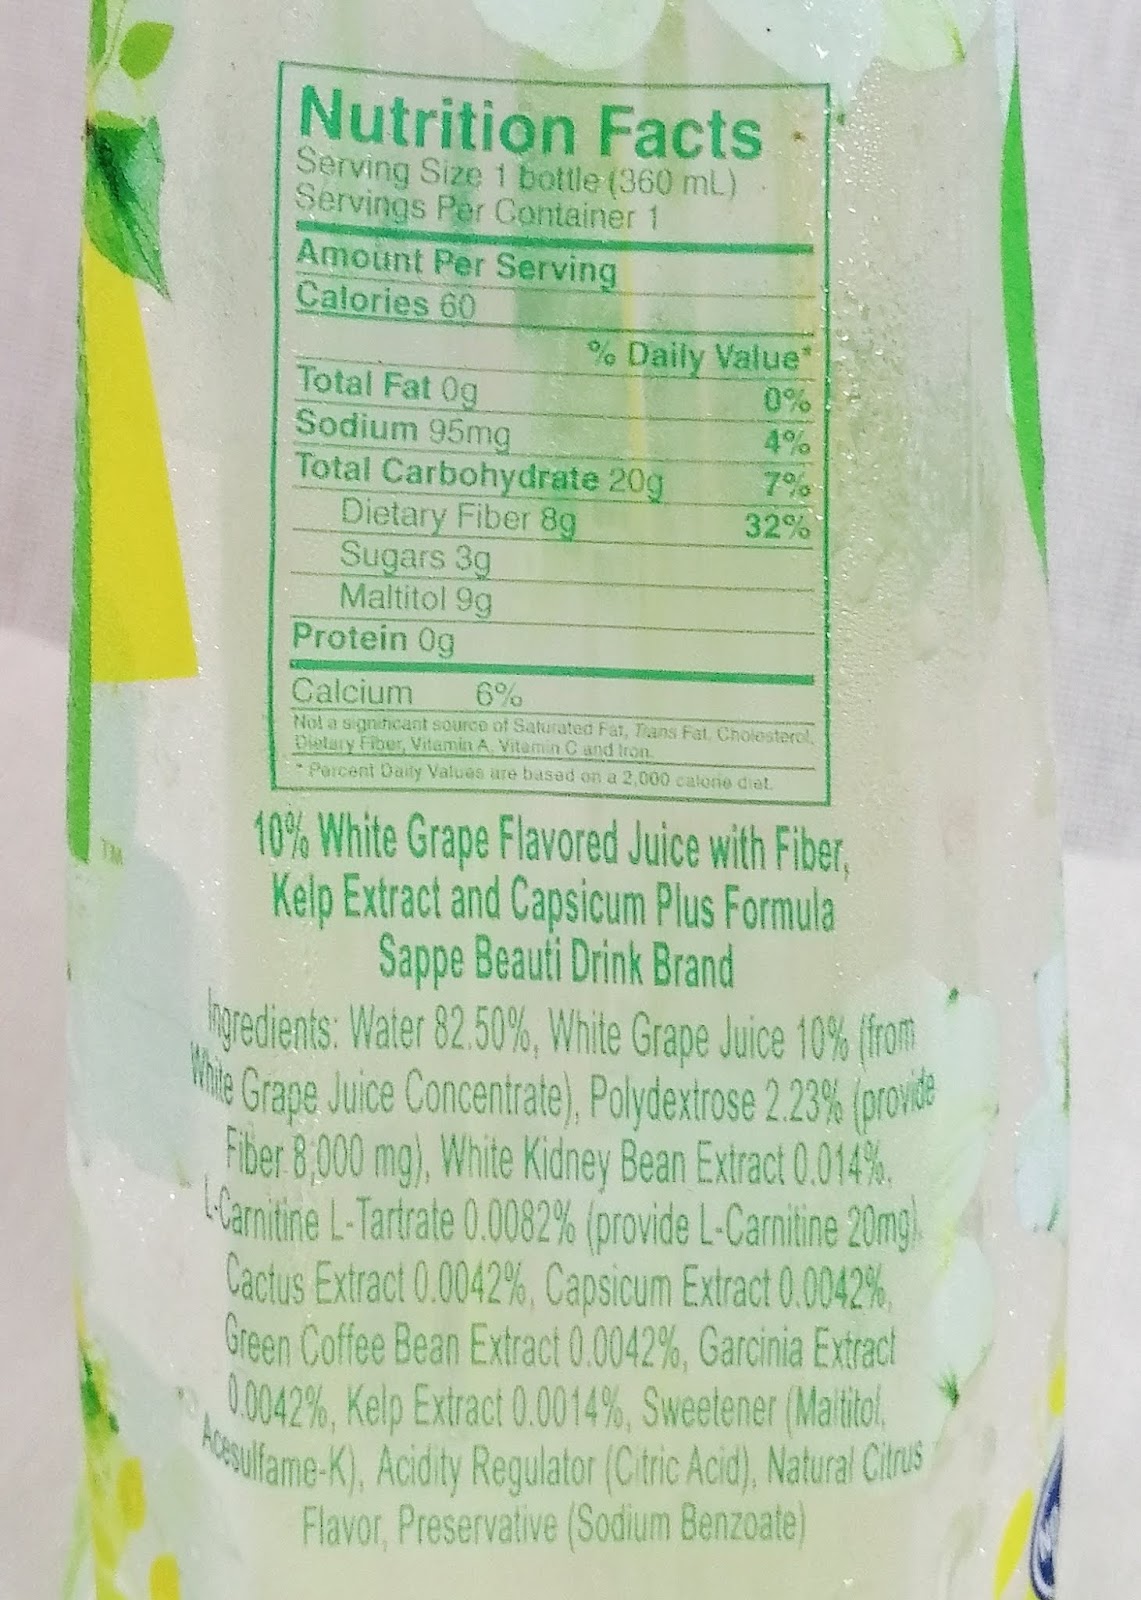 Nutrition Facts
Serving Size 1 bottle (360 mL)
Servings Per Container 1
Amount Per Serving
Calories 60
% Daily Value*
Total Fat 0g 0%
Sodium 95mg 4%
Total Carbohydrate 20g 7%
Dietary Fiber 8g 32%
Sugars 3g
Maltitol 9g
Protein 0g
Calcium 6%
Not a significant source of Saturated Fat, Trans Fat, Cholesterol,
Dietary Fiber, Vitamin A, Vitamin C and Iron.
* Percent Daily Values are based on a 2,000 calorie diet.
TM
10% White Grape Flavored Juice with Fiber,
Kelp Extract and Capsicum Plus Formula
Sappe Beauti Drink Brand
Ingredients: Water 82.50%, White Grape Juice 10% (from
White Grape Juice Concentrate), Polydextrose 2.23% (provide
Fiber 8,000 mg), White Kidney Bean Extract 0.014%,
L-Carnitine L-Tartrate 0.0082% (provide L-Carnitine 20mg),
Cactus Extract 0.0042%, Capsicum Extract 0.0042%,
Green Coffee Bean Extract 0.0042%, Garcinia Extract
0.0042%, Kelp Extract 0.0014%, Sweetener (Maltitol,
Acesulfame-K), Acidity Regulator (Citric Acid), Natural Citrus
Flavor, Preservative (Sodium Benzoate)